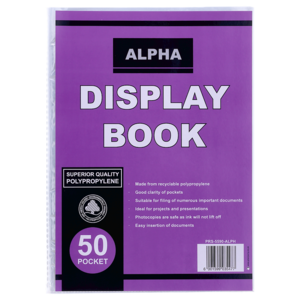 ALPHA
DISPLAY
BOOK
SUPERIOR QUALITY
POLYPROPYLENE
Made from recyclable polypropylene
Good clarity of pockets
Suitable for filing of numerous important documents
Ideal for projects and presentations
Photocopies are safe as ink will not lift off
Easy insertion of documents
50
POCKET